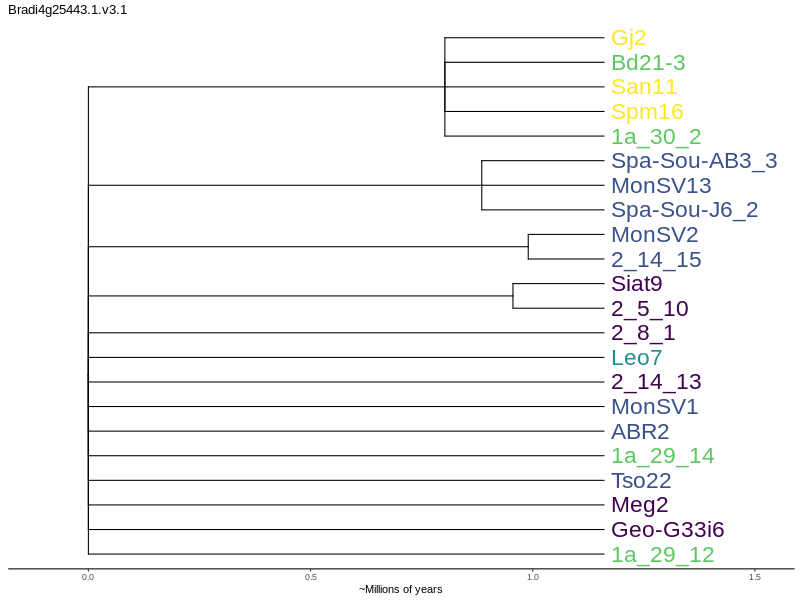 Bradi4g25443.1.v3.1
Gj2
Bd21-3
San11
Spm16
1a_30_2
Spa-Sou-AB3_3
MonSV13
Spa-Sou-J6_2
MonSV2
2_14_15
Siat9
2_5_10
2_8_1
Leo7
2_14_13
MonSV1
ABR2
1a_29_14
Tso22
Meg2
Geo-G33i6
1a_29_12
0.0 0.5 1.0 1.5
~Millions of years